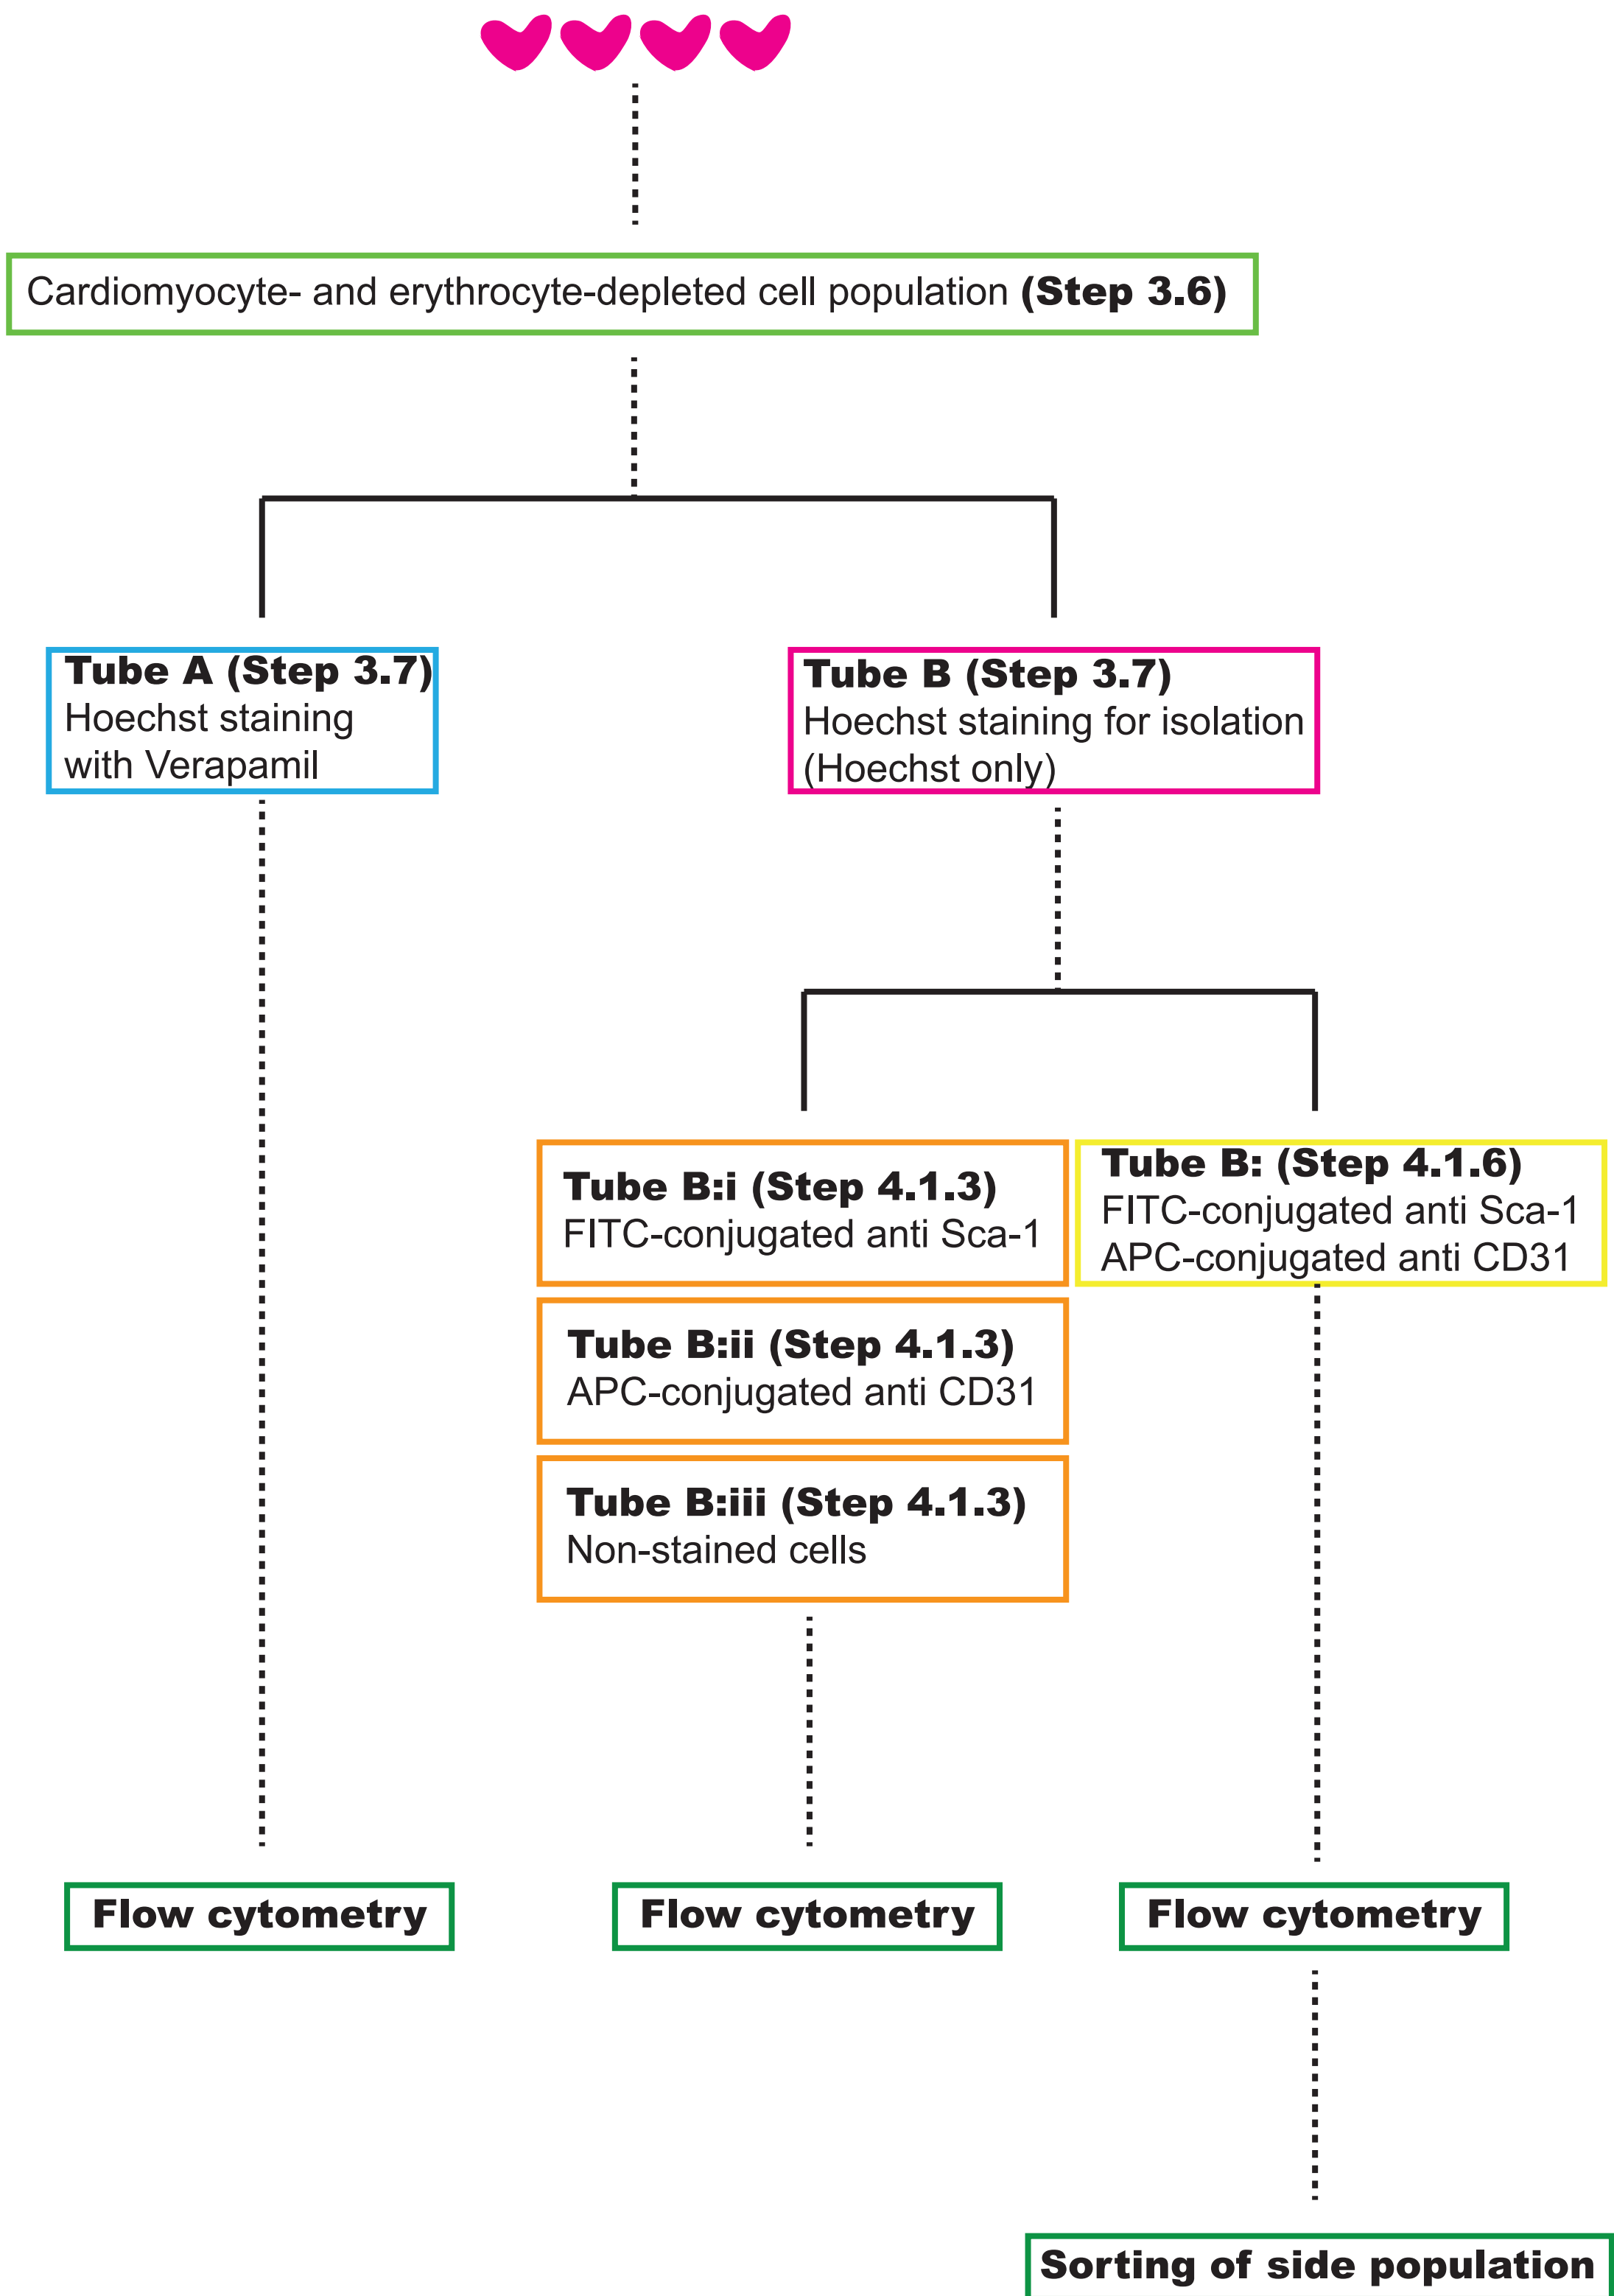 Cardiomyocyte- and erythrocyte-depleted cell population (Step 3.6)
Tube A (Step 3.7)
Hoechst staining
with Verapamil
Tube B (Step 3.7)
Hoechst staining for isolation
(Hoechst only)
Tube B:i (Step 4.1.3)
FITC-conjugated anti Sca-1
Tube B:ii (Step 4.1.3)
APC-conjugated anti CD31
Tube B:iii (Step 4.1.3)
Non-stained cells
Tube B: (Step 4.1.6)
FITC-conjugated anti Sca-1
APC-conjugated anti CD31
Flow cytometry
Flow cytometry
Flow cytometry
Sorting of side population